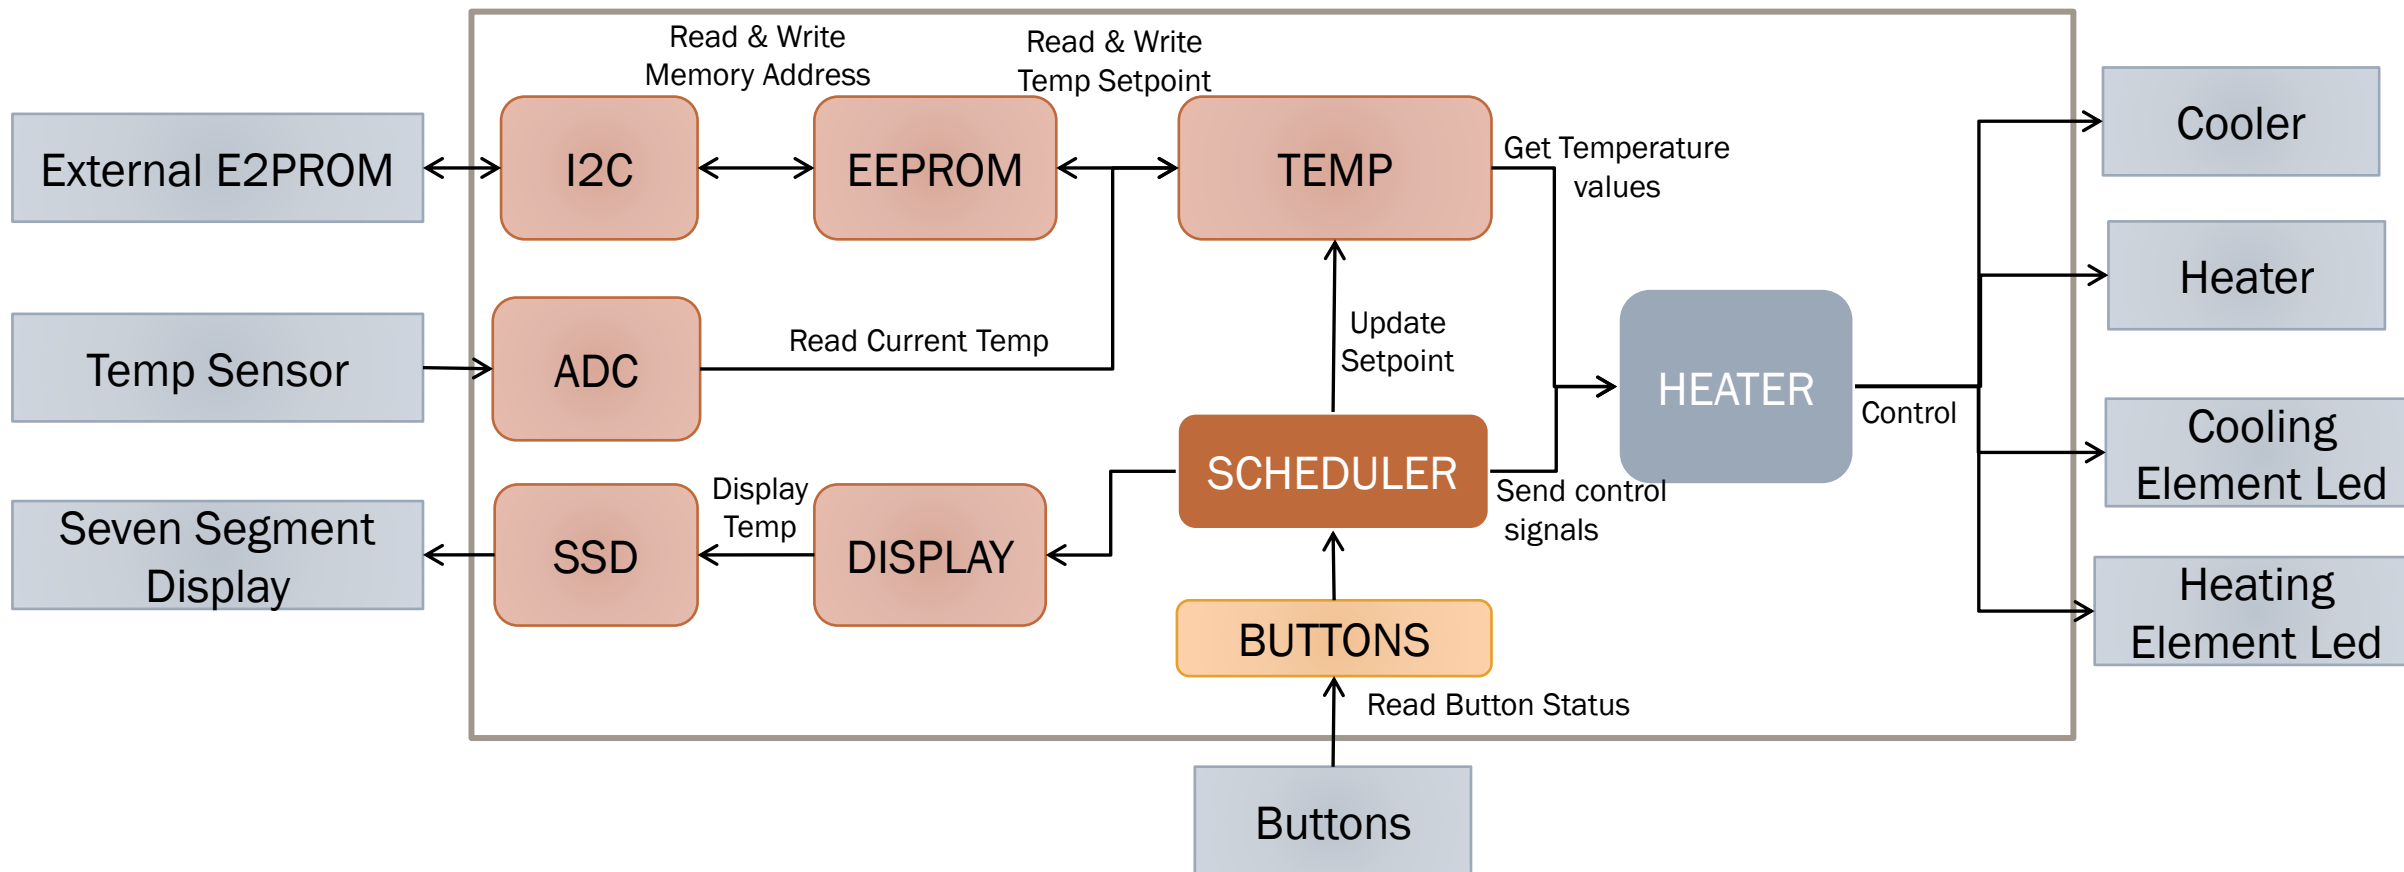 Read & Write
Memory Address
Read & Write
Temp Setpoint
External E2PROM
I2C
EEPROM
TEMP
Get Temperature
values
Cooler
Heater
Temp Sensor
ADC
Read Current Temp
Update
Setpoint
HEATER
Control
Cooling
Element Led
Seven Segment
Display
SSD
Display
Temp
DISPLAY
SCHEDULER
Send control
signals
Heating
Element Led
BUTTONS
Read Button Status
Buttons